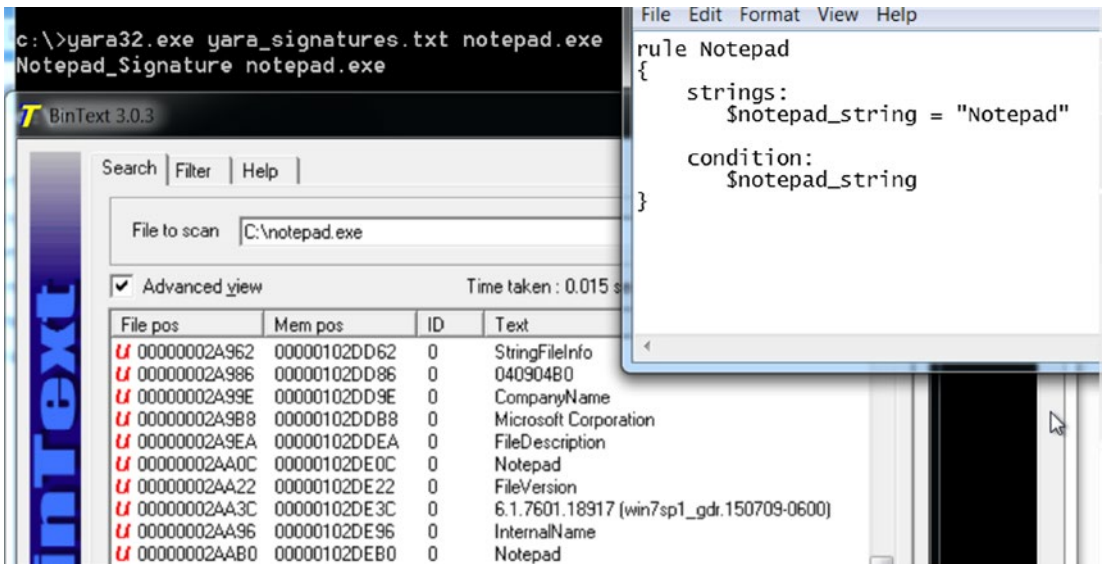 c:\>yara32.exe yara_signatures.txt notepad.exe
Notepad_Signature notepad.exe
File Edit Format View Help
rule Notepad
{
strings:
$notepad_string = "Notepad"
condition:
$notepad_string
}
BinText 3.0.3
Search Filter Help
File to scan C:\notepad.exe
Advanced view Time taken : 0.015
File pos Mem pos ID Text
u 00000002A962 00000102DD62 0 StringFileInfo
u 00000002A986 00000102DD86 0 040904B0
u 00000002A99E 00000102DD9E 0 CompanyName
u 00000002A9B8 00000102DDB8 0 Microsoft Corporation
u 00000002A9EA 00000102DDEA 0 FileDescription
u 00000002AA0C 00000102DE0C 0 Notepad
u 00000002AA22 00000102DE22 0 FileVersion
u 00000002AA3C 00000102DE3C 0 6.1.7601.18917 (win7sp1_gdr.150709-0600)
u 00000002AA96 00000102DE96 0 InternalName
u 00000002AAB0 00000102DEB0 0 Notepad
inText